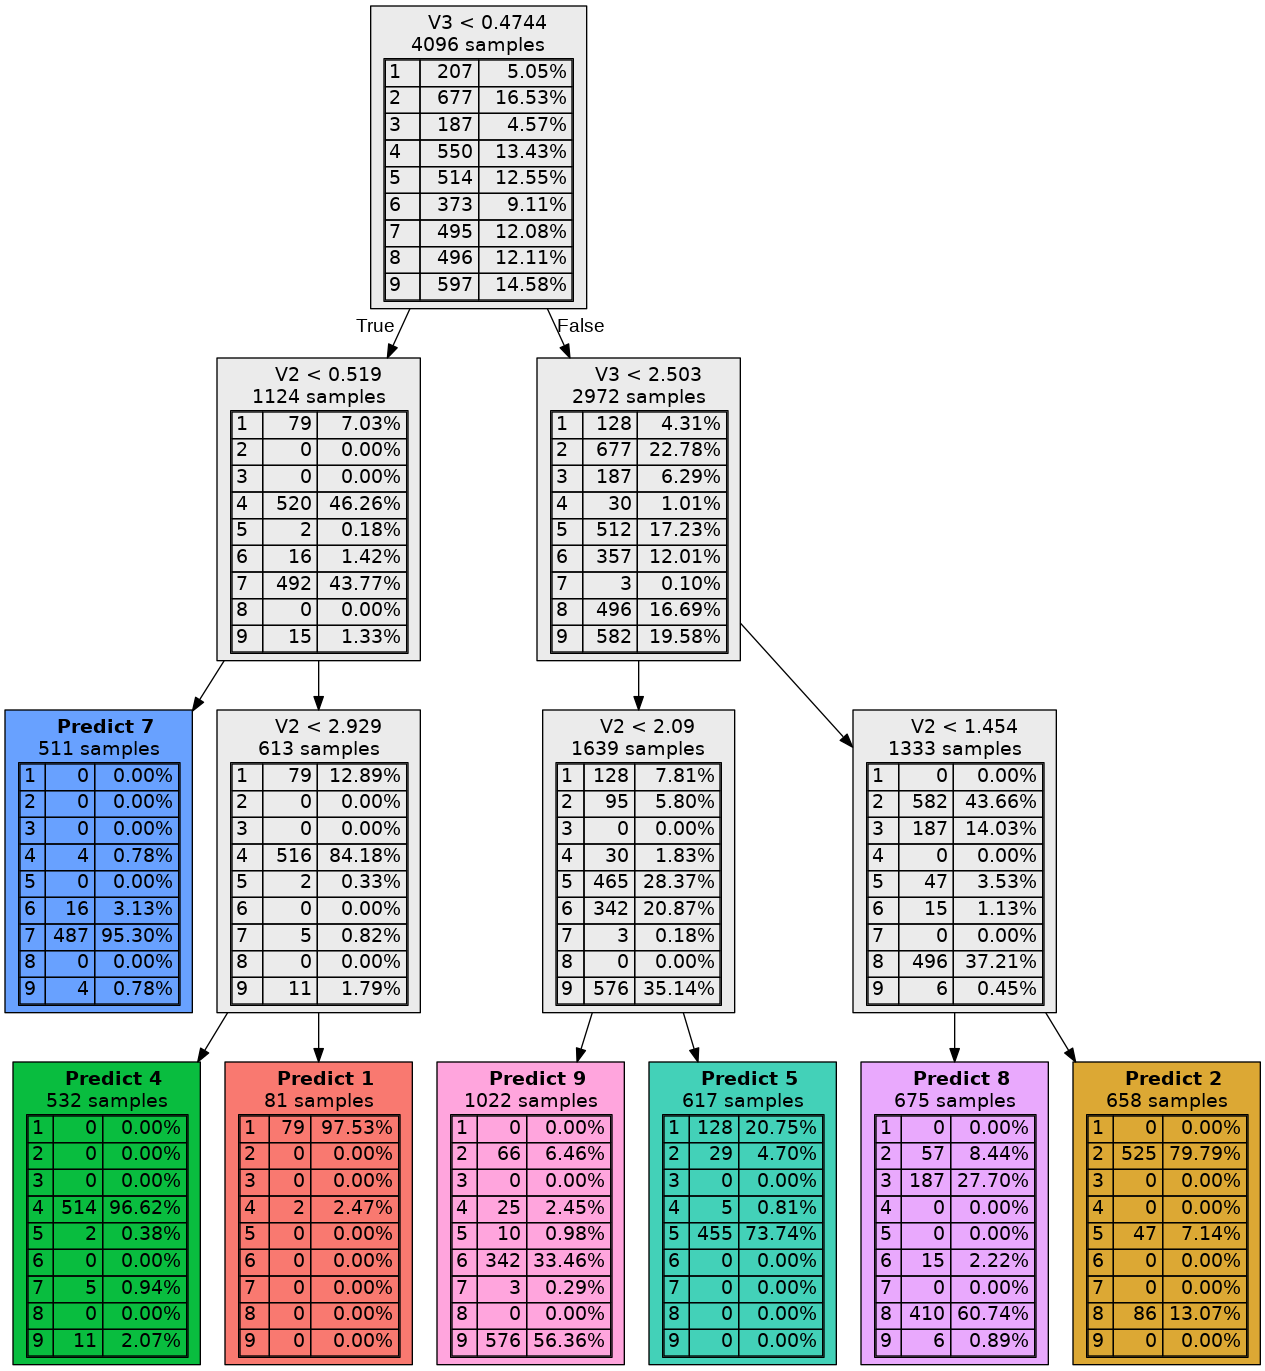 V3 < 0.4744
4096 samples
1 207 5.05%
2 677 16.53%
3 187 4.57%
4 550 13.43%
5 514 12.55%
6 373 9.11%
7 495 12.08%
8 496 12.11%
9 597 14.58%
True
False
V2 < 0.519
1124 samples
1 79 7.03%
2 0 0.00%
3 0 0.00%
4 520 46.26%
5 2 0.18%
6 16 1.42%
7 492 43.77%
8 0 0.00%
9 15 1.33%
V3 < 2.503
2972 samples
1 128 4.31%
2 677 22.78%
3 187 6.29%
4 30 1.01%
5 512 17.23%
6 357 12.01%
7 3 0.10%
8 496 16.69%
9 582 19.58%
Predict 7
511 samples
1 0 0.00%
2 0 0.00%
3 0 0.00%
4 4 0.78%
5 0 0.00%
6 16 3.13%
7 487 95.30%
8 0 0.00%
9 4 0.78%
V2 < 2.929
613 samples
1 79 12.89%
2 0 0.00%
3 0 0.00%
4 516 84.18%
5 2 0.33%
6 0 0.00%
7 5 0.82%
8 0 0.00%
9 11 1.79%
V2 < 2.09
1639 samples
1 128 7.81%
2 95 5.80%
3 0 0.00%
4 30 1.83%
5 465 28.37%
6 342 20.87%
7 3 0.18%
8 0 0.00%
9 576 35.14%
V2 < 1.454
1333 samples
1 0 0.00%
2 582 43.66%
3 187 14.03%
4 0 0.00%
5 47 3.53%
6 15 1.13%
7 0 0.00%
8 496 37.21%
9 6 0.45%
Predict 4
532 samples
1 0 0.00%
2 0 0.00%
3 0 0.00%
4 514 96.62%
5 2 0.38%
6 0 0.00%
7 5 0.94%
8 0 0.00%
9 11 2.07%
Predict 1
81 samples
1 79 97.53%
2 0 0.00%
3 0 0.00%
4 2 2.47%
5 0 0.00%
6 0 0.00%
7 0 0.00%
8 0 0.00%
9 0 0.00%
Predict 9
1022 samples
1 0 0.00%
2 66 6.46%
3 0 0.00%
4 25 2.45%
5 10 0.98%
6 342 33.46%
7 3 0.29%
8 0 0.00%
9 576 56.36%
Predict 5
617 samples
1 128 20.75%
2 29 4.70%
3 0 0.00%
4 5 0.81%
5 455 73.74%
6 0 0.00%
7 0 0.00%
8 0 0.00%
9 0 0.00%
Predict 8
675 samples
1 0 0.00%
2 57 8.44%
3 187 27.70%
4 0 0.00%
5 0 0.00%
6 15 2.22%
7 0 0.00%
8 410 60.74%
9 6 0.89%
Predict 2
658 samples
1 0 0.00%
2 525 79.79%
3 0 0.00%
4 0 0.00%
5 47 7.14%
6 0 0.00%
7 0 0.00%
8 86 13.07%
9 0 0.00%